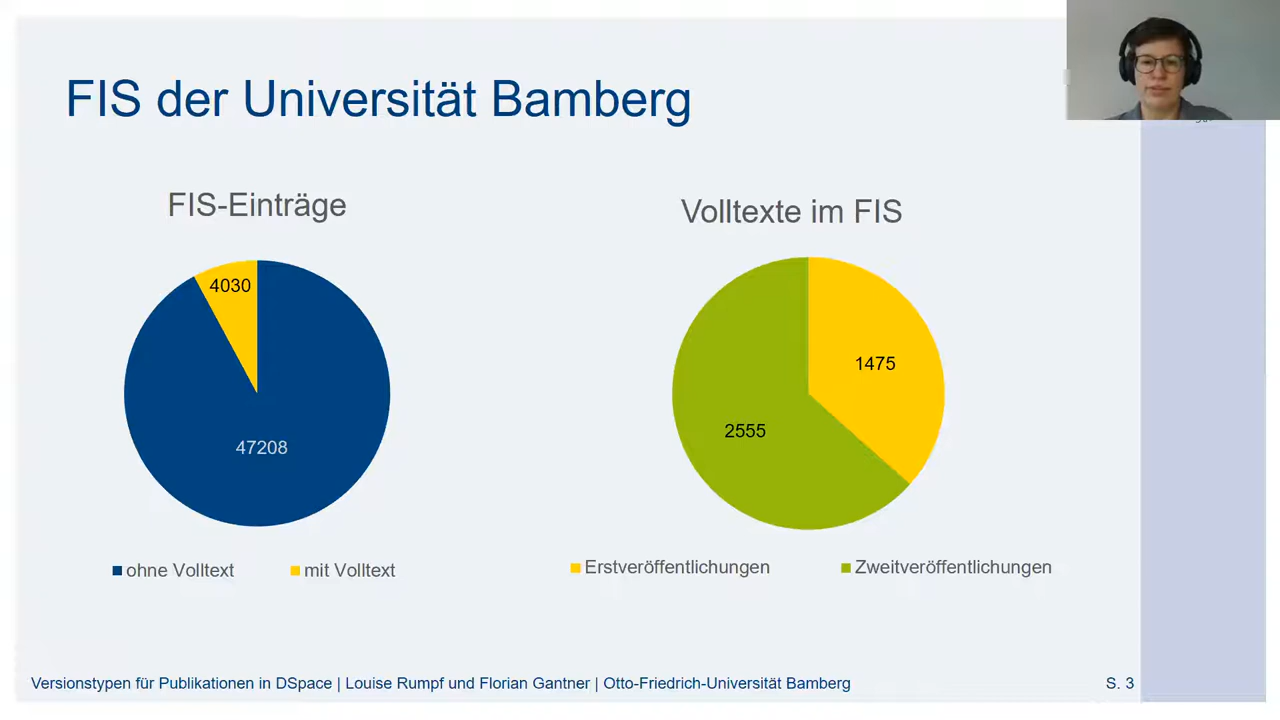 FIS der Universität Bamberg
FIS-Einträge
4030
47208
ohne Volltext mit Volltext
Volltexte im FIS
1475
2555
Erstveröffentlichungen Zweitveröffentlichungen
Versionstypen für Publikationen in DSpace | Louise Rumpf und Florian Gantner | Otto-Friedrich-Universität Bamberg S. 3